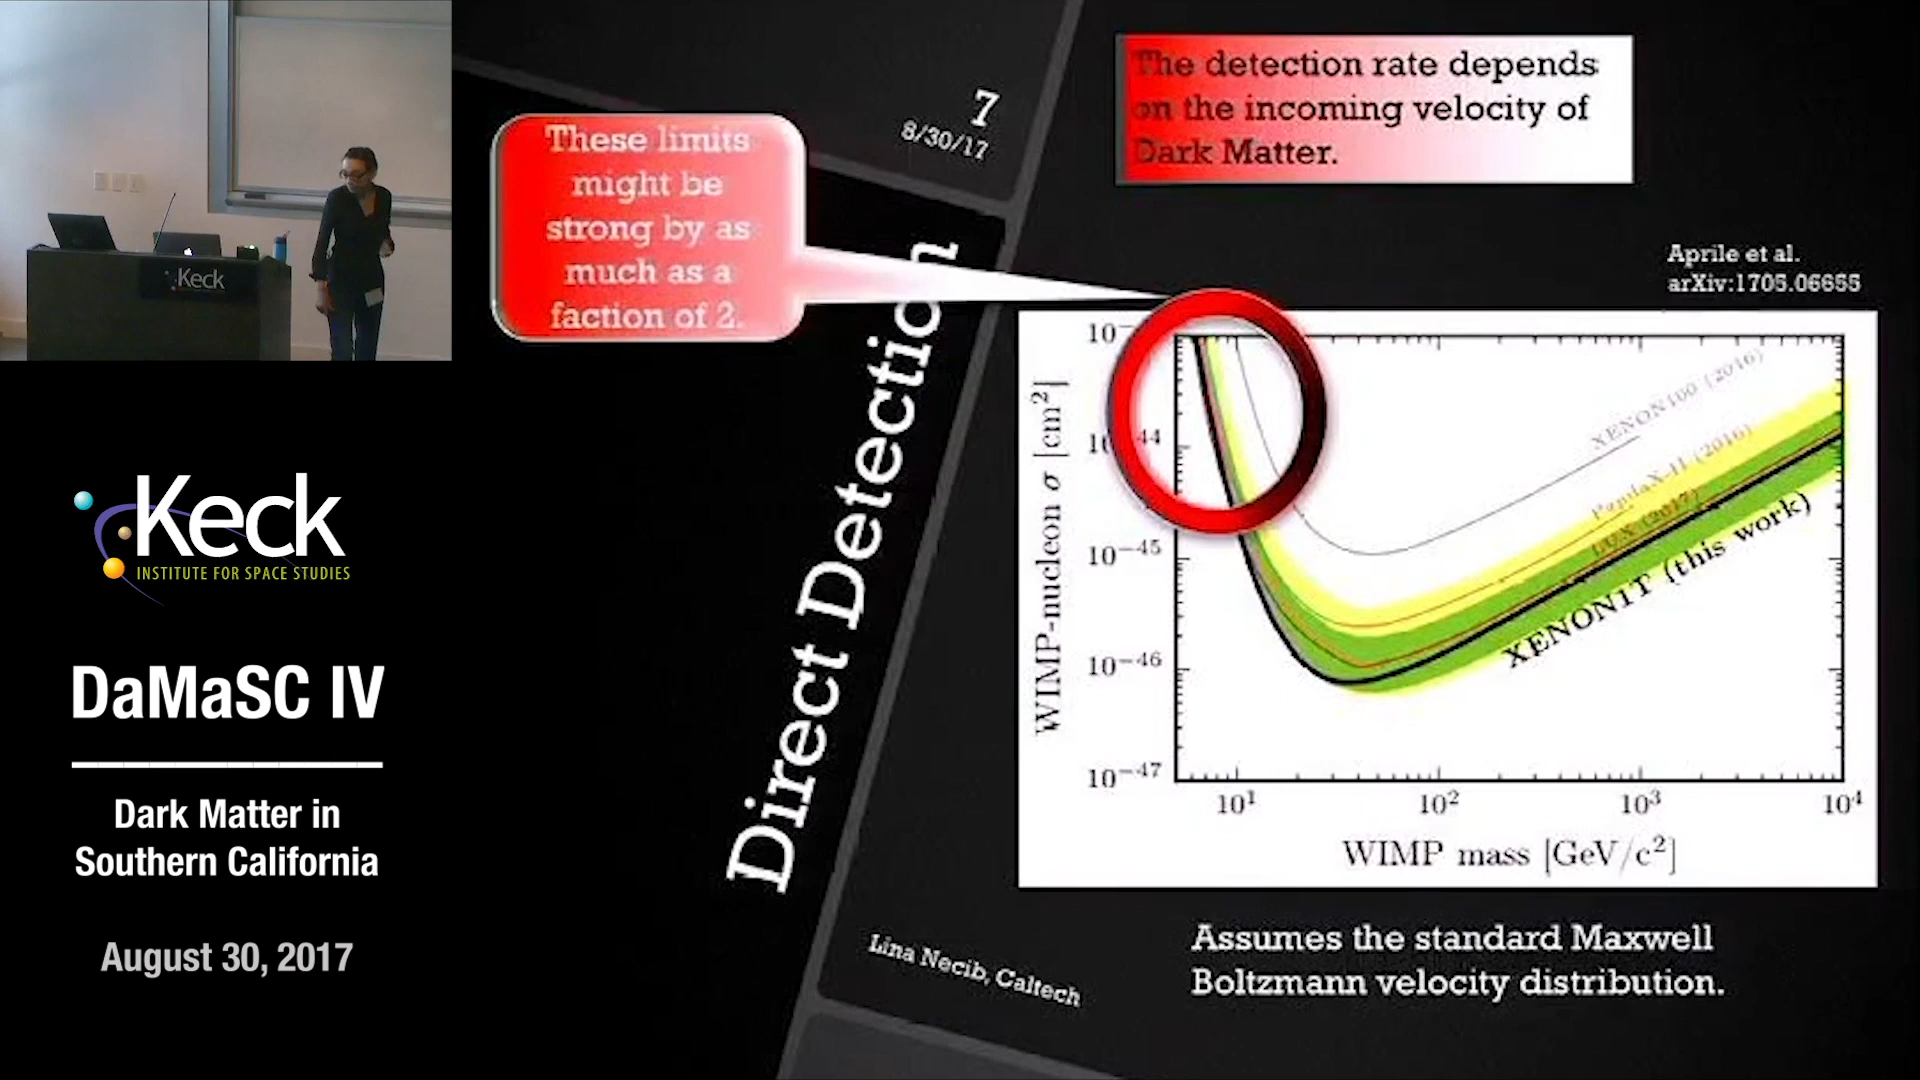 Keck
Keck
INSTITUTE FOR SPACE STUDIES
DaMaSC IV
Dark Matter in
Southern California
August 30, 2017
7
8/30/17
These limits
might be
strong by as
much as a
faction of 2.
Direct Detection
Lina Necib, Caltech
The detection rate depends
on the incoming velocity of
Dark Matter.
Aprile et al.
arXiv:1705.06655
WIMP-nucleon σ [cm²]
10⁻⁴⁵
10⁻⁴⁶
10⁻⁴⁷
10¹
10²
10³
10⁴
WIMP mass [GeV/c²]
XENON100 (2016)
PandaX-II (2016)
LUX (2017)
XENON1T (this work)
Assumes the standard Maxwell
Boltzmann velocity distribution.